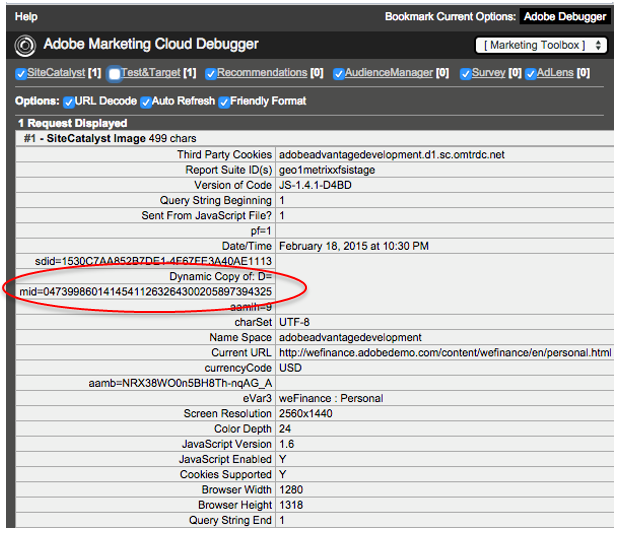 Help Bookmark Current Options: Adobe Debugger
Adobe Marketing Cloud Debugger [ Marketing Toolbox ]
SiteCatalyst [1] Test&Target [1] Recommendations [0] AudienceManager [0] Survey [0] AdLens [0]
Options: URL Decode Auto Refresh Friendly Format
1 Request Displayed
#1 - SiteCatalyst Image 499 chars
Third Party Cookies adobeadvantagedevelopment.d1.sc.omtrdc.net
Report Suite ID(s) geo1metrixxfsistage
Version of Code JS-1.4.1-D4BD
Query String Beginning 1
Sent From JavaScript File? 1
pf=1
Date/Time February 18, 2015 at 10:30 PM
sdid=1530C7AA852B7DE1-4F67FE3A40AE1113
Dynamic Copy of: D=
mid=04739986014145411263264300205897394325
aamlh=9
charSet UTF-8
Name Space adobeadvantagedevelopment
Current URL http://wefinance.adobedemo.com/content/wefinance/en/personal.html
currencyCode USD
aamb=NRX38WO0n5BH8Th-nqAG_A
eVar3 weFinance : Personal
Screen Resolution 2560x1440
Color Depth 24
JavaScript Version 1.6
JavaScript Enabled Y
Cookies Supported Y
Browser Width 1280
Browser Height 1318
Query String End 1